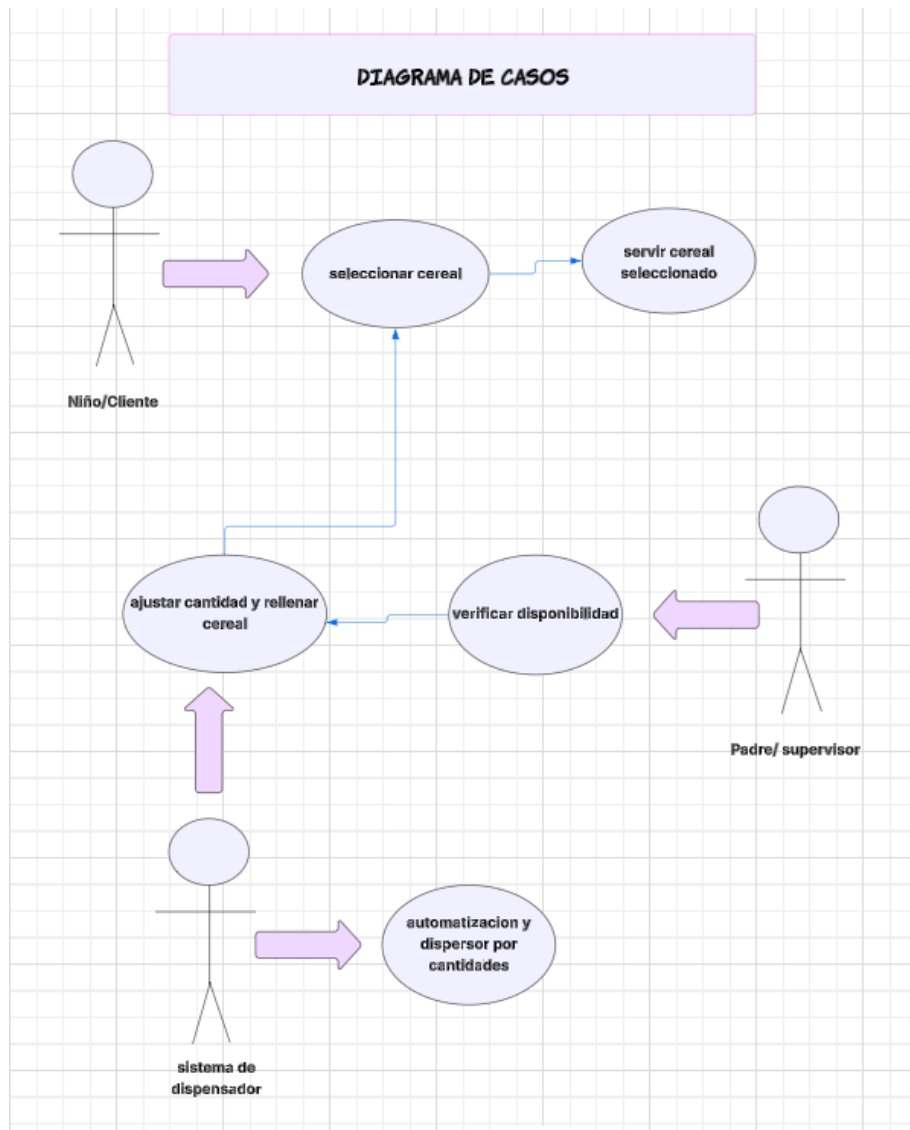 DIAGRAMA DE CASOS
seleccionar cereal
servir cereal
seleccionado
Niño/Cliente
ajustar cantidad y rellenar
cereal
verificar disponibilidad
Padre/ supervisor
automatizacion y
dispersor por
cantidades
sistema de
dispensador